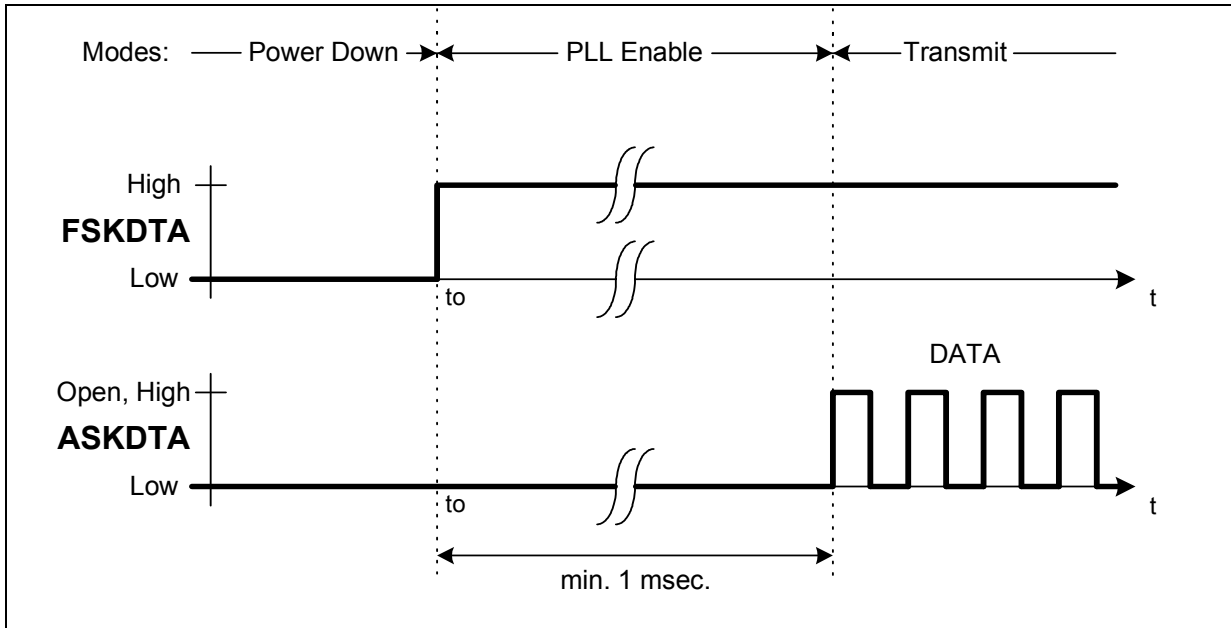 Modes: Power Down PLL Enable Transmit
High
FSKDTA
Low
to
t
DATA
Open, High
ASKDTA
Low
to
t
min. 1 msec.